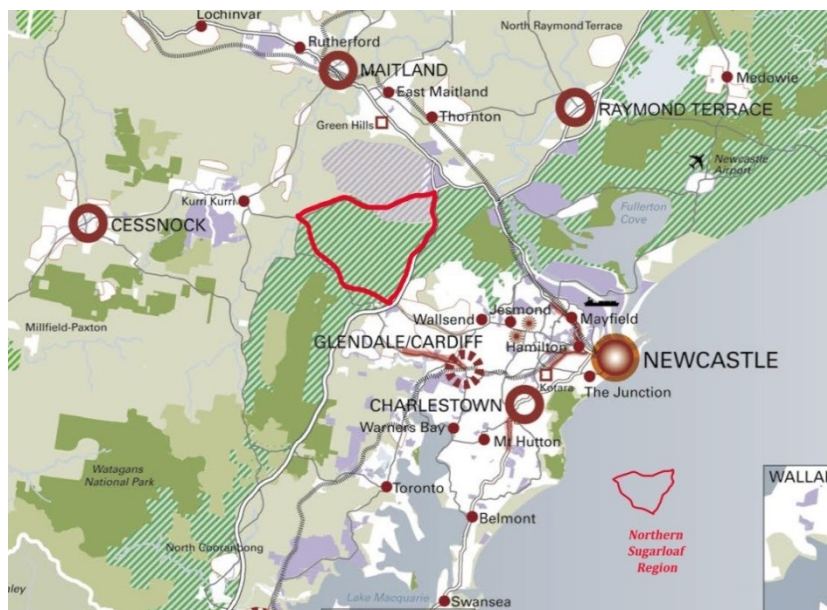 Lochinvar
Rutherford
MAITLAND
East Maitland
Green Hills
Thornton
North Raymond Terrace
Medowie
RAYMOND TERRACE
Newcastle
Airport
Fullerton
Cove
Kurri Kurri
CESSNOCK
Millfield-Paxton
Wallsend
Jesmond
Mayfield
GLENDALE/CARDIFF
Hamilton
NEWCASTLE
Kotara
The Junction
CHARLESTOWN
Warners Bay
Mt Hutton
Watagans
National Park
Toronto
Belmont
North Cooranbong
Lake Macquarie
Swansea
WALLA
Northern
Sugarloaf
Region
nley